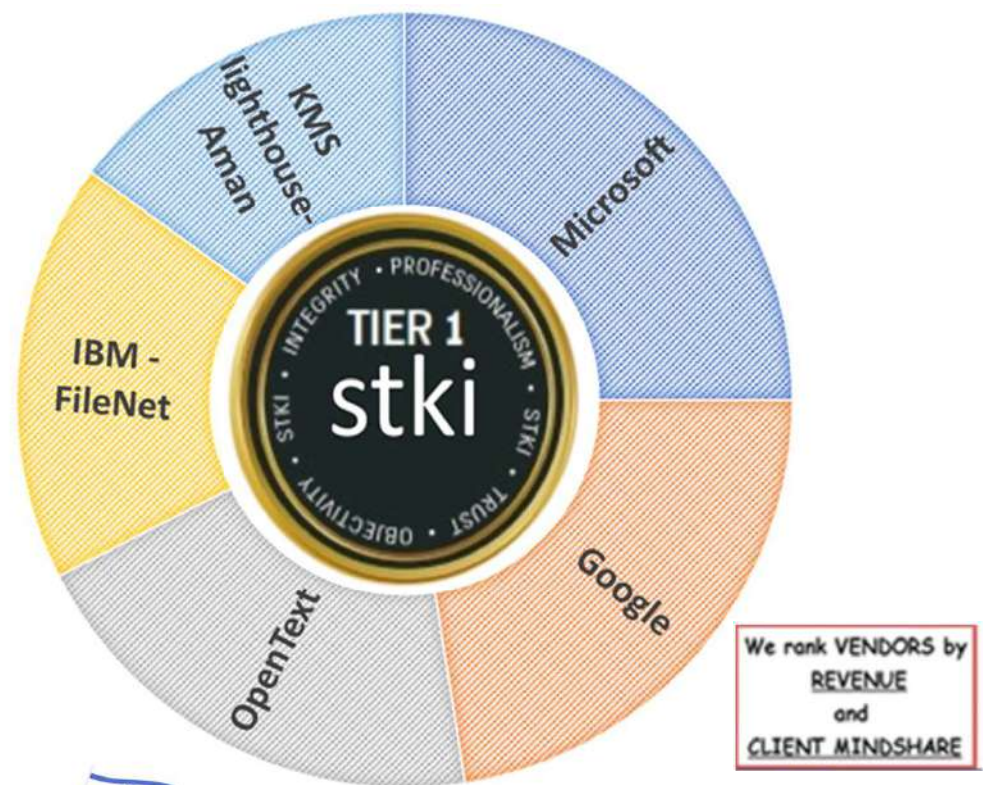 KMS
lighthouse-
Aman
Microsoft
IBM -
FileNet
TIER 1
stki
INTEGRITY • PROFESSIONALISM • STKI • TRUST • OBJECTIVITY • STKI •
OpenText
Google
We rank VENDORS by
REVENUE
and
CLIENT MINDSHARE